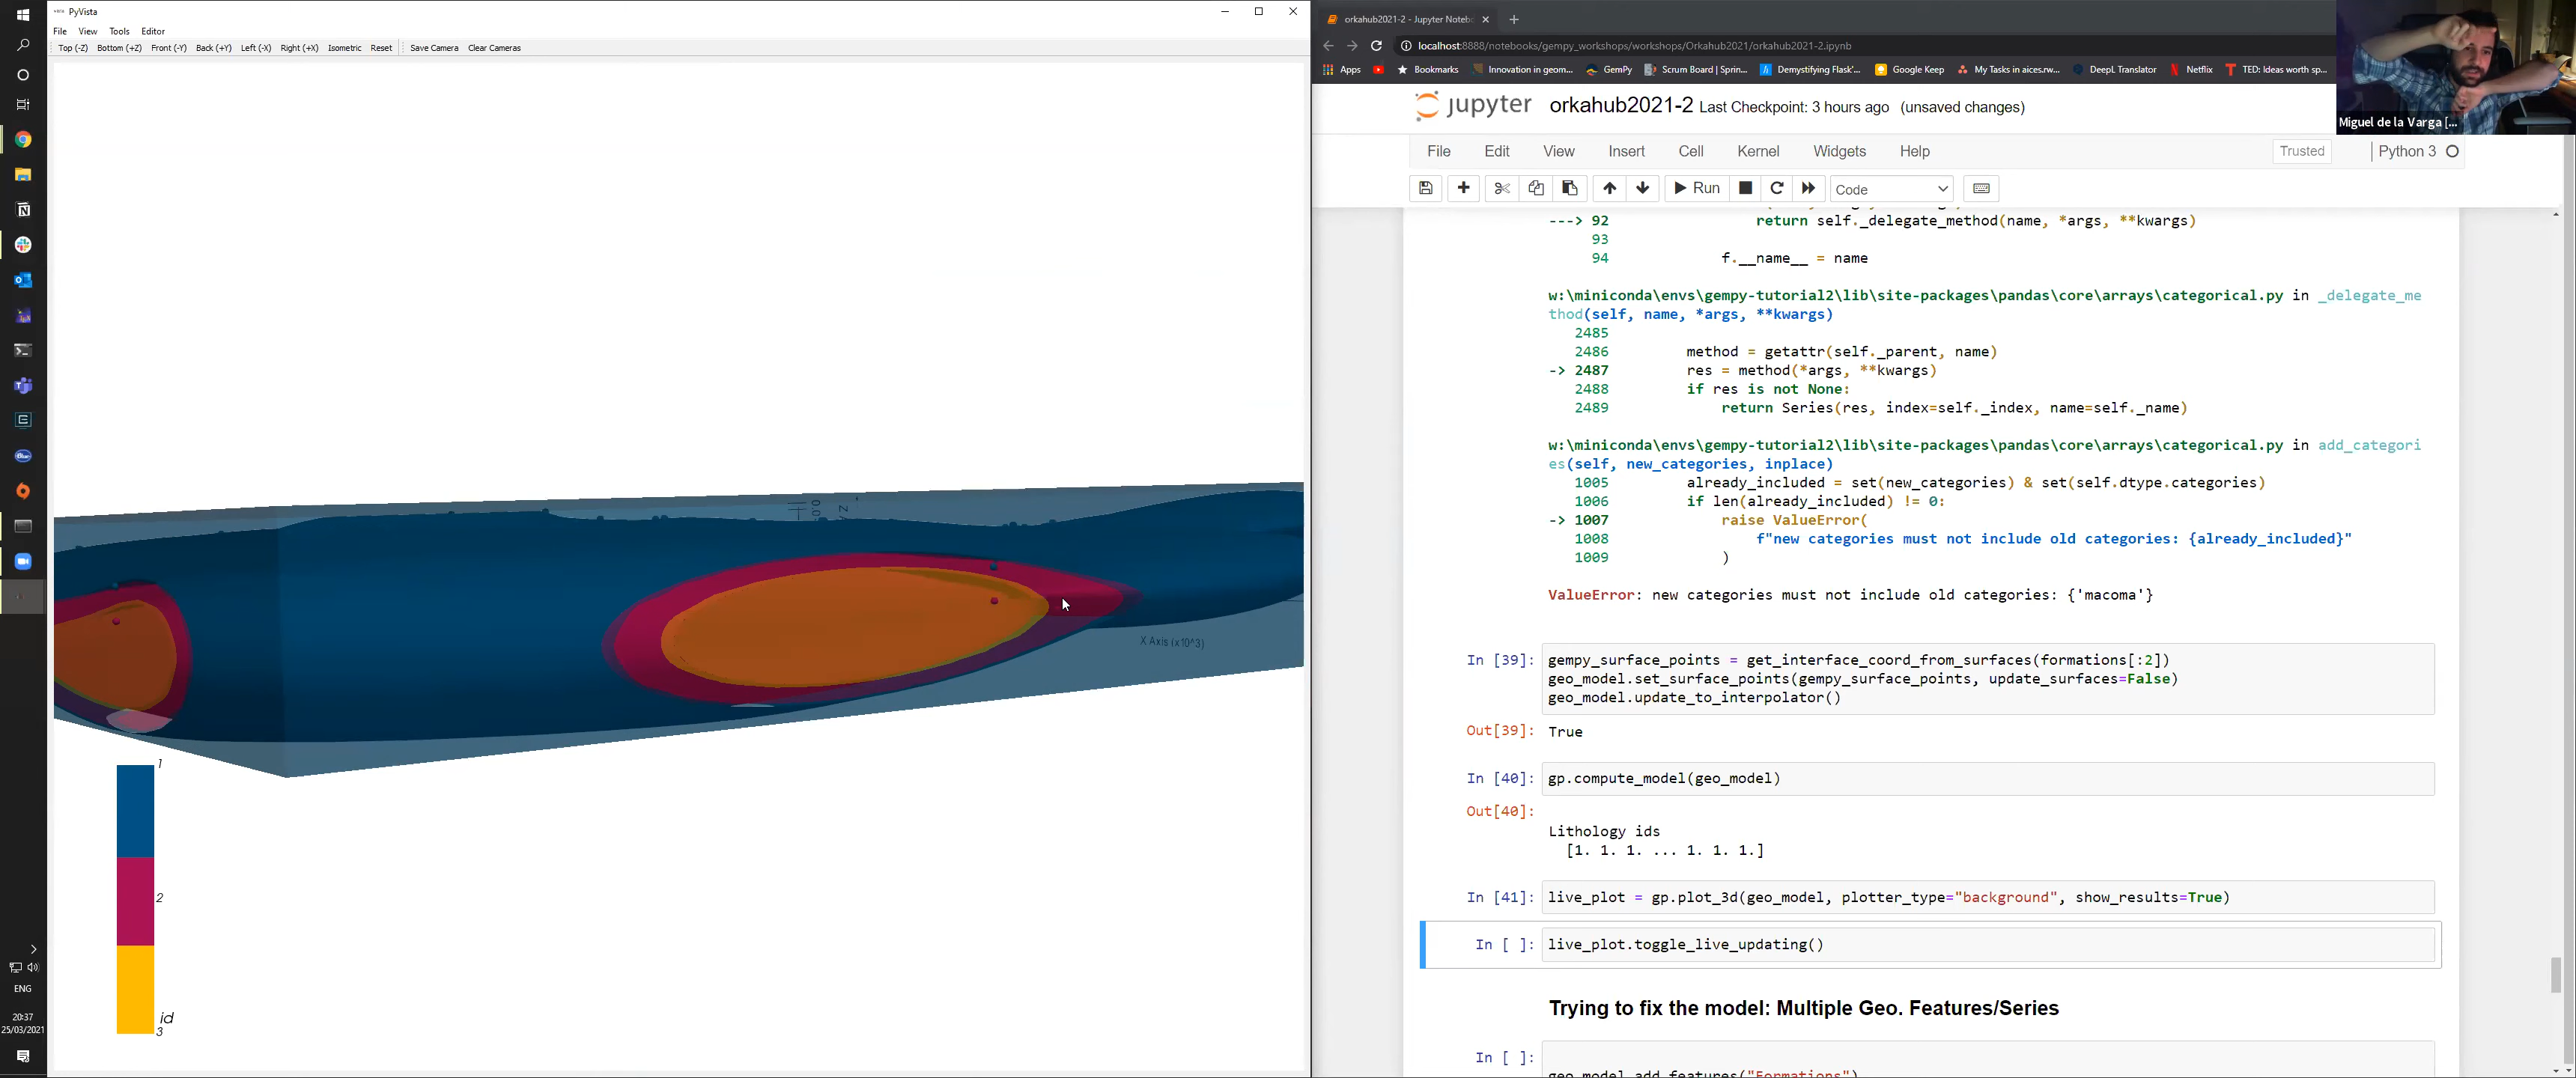 PyVista
File View Tools Editor
Top (-Z) Bottom (+Z) Front (-Y) Back (+Y) Left (-X) Right (+X) Isometric Reset Save Camera Clear Cameras
Z
X Axis (x10^3)
1
2
id
3
ENG
20:37
25/03/2021
orkahub2021-2 - Jupyter Noteb
localhost:8888/notebooks/gempy_workshops/workshops/Orkahub2021/orkahub2021-2.ipynb
Apps Bookmarks Innovation in geom... GemPy Scrum Board | Sprin... Demystifying Flask'... Google Keep My Tasks in aices.rw... DeepL Translator Netflix TED: Ideas worth sp...
Miguel de la Varga [...
jupyter orkahub2021-2 Last Checkpoint: 3 hours ago (unsaved changes)
File Edit View Insert Cell Kernel Widgets Help Trusted Python 3
Run Code
---> 92 return self._delegate_method(name, *args, **kwargs)
93
94 f.__name__ = name
w:\miniconda\envs\gempy-tutorial2\lib\site-packages\pandas\core\arrays\categorical.py in _delegate_me
thod(self, name, *args, **kwargs)
2485
2486 method = getattr(self._parent, name)
-> 2487 res = method(*args, **kwargs)
2488 if res is not None:
2489 return Series(res, index=self._index, name=self._name)
w:\miniconda\envs\gempy-tutorial2\lib\site-packages\pandas\core\arrays\categorical.py in add_categori
es(self, new_categories, inplace)
1005 already_included = set(new_categories) & set(self.dtype.categories)
1006 if len(already_included) != 0:
-> 1007 raise ValueError(
1008 f"new categories must not include old categories: {already_included}"
1009 )
ValueError: new categories must not include old categories: {'macoma'}
In [39]: gempy_surface_points = get_interface_coord_from_surfaces(formations[:2])
geo_model.set_surface_points(gempy_surface_points, update_surfaces=False)
geo_model.update_to_interpolator()
Out[39]: True
In [40]: gp.compute_model(geo_model)
Out[40]:
Lithology ids
[1. 1. 1. ... 1. 1. 1.]
In [41]: live_plot = gp.plot_3d(geo_model, plotter_type="background", show_results=True)
In [ ]: live_plot.toggle_live_updating()
Trying to fix the model: Multiple Geo. Features/Series
In [ ]:
geo_model.add_features("Formations")